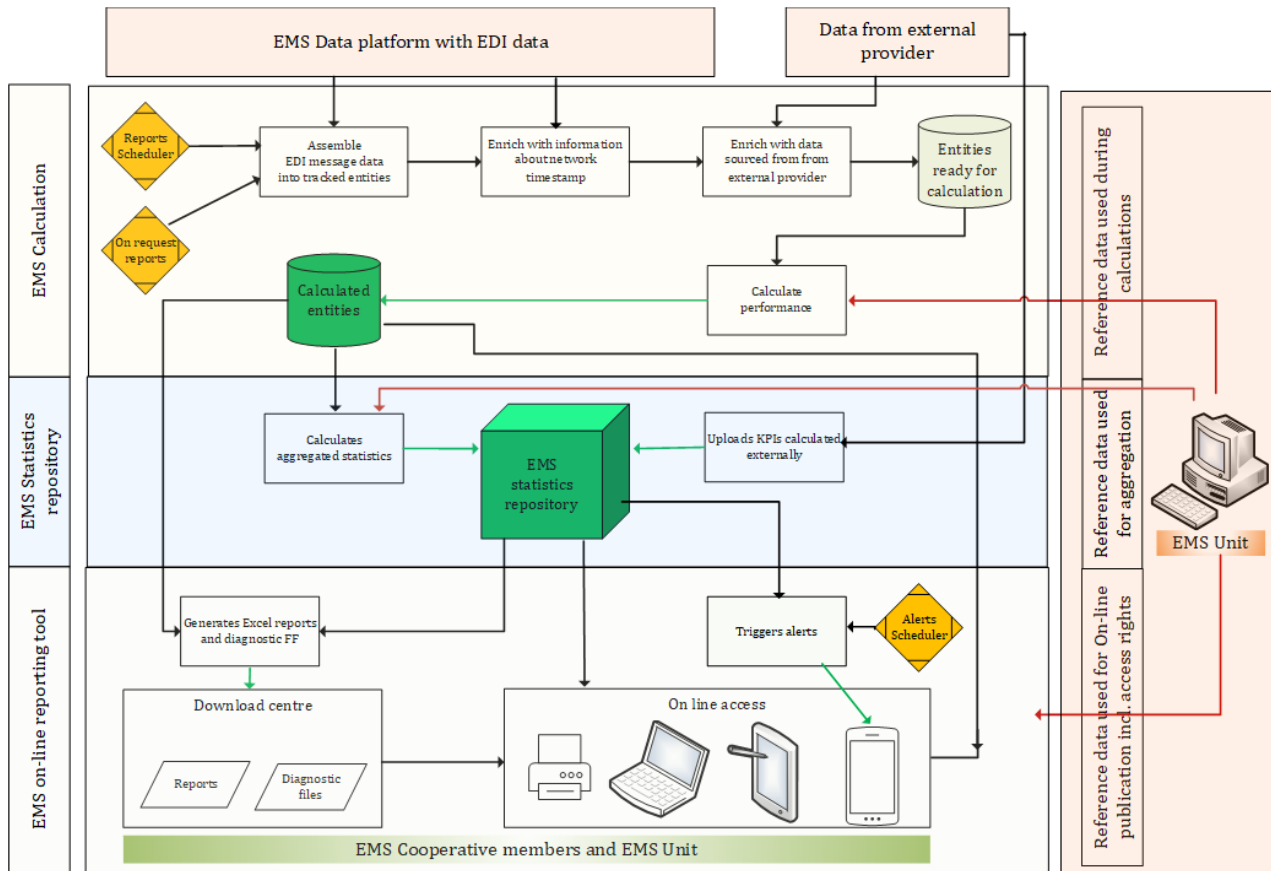 EMS Data platform with EDI data
Data from external
provider
EMS Calculation
Reports
Scheduler
On request
reports
Assemble
EDI message data
into tracked entities
Enrich with information
about network
timestamp
Enrich with data
sourced from from
external provider
Entities
ready for
calculation
Calculated
entities
Calculate
performance
Reference data used during
calculations
EMS Statistics
repository
Calculates
aggregated statistics
EMS
statistics
repository
Uploads KPIs calculated
externally
Reference data used
for aggregation
EMS Unit
EMS on-line reporting tool
Generates Excel reports
and diagnostic FF
Triggers alerts
Alerts
Scheduler
Download centre
Reports
Diagnostic
files
On line access
Reference data used for On-line
publication incl. access rights
EMS Cooperative members and EMS Unit